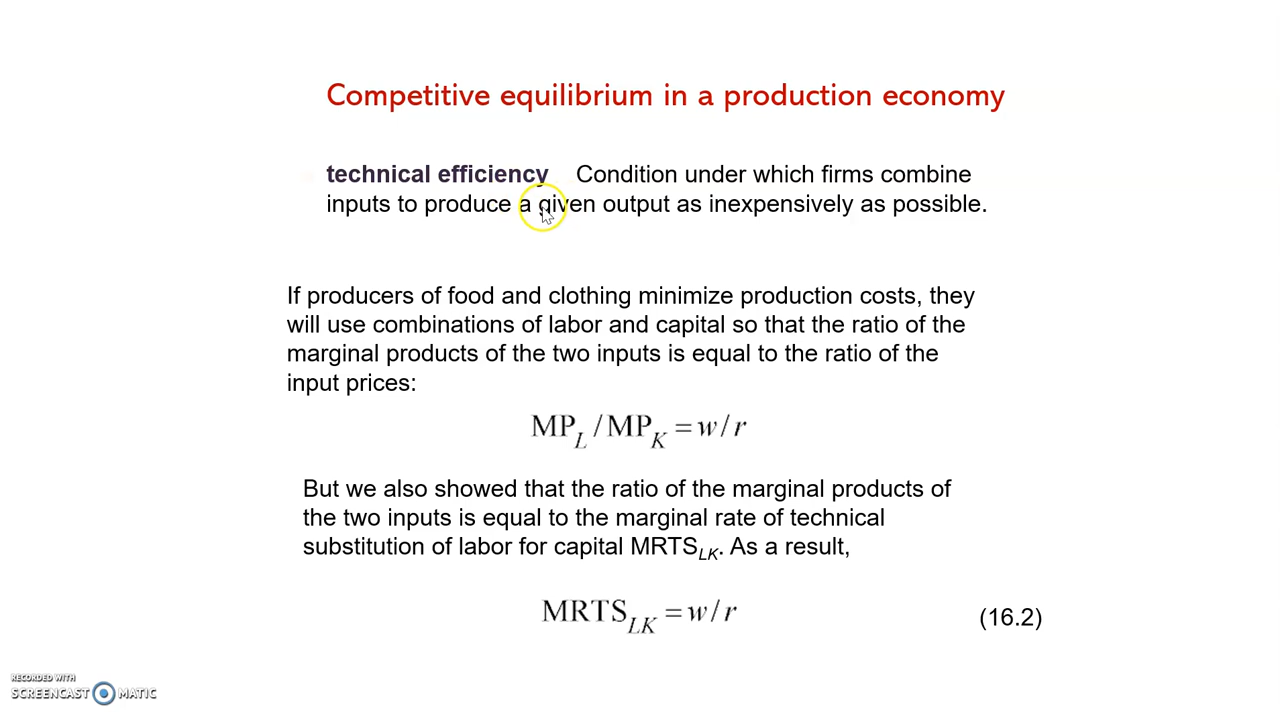 Competitive equilibrium in a production economy
technical efficiency Condition under which firms combine
inputs to produce a given output as inexpensively as possible.
If producers of food and clothing minimize production costs, they
will use combinations of labor and capital so that the ratio of the
marginal products of the two inputs is equal to the ratio of the
input prices:
MP_L / MP_K = w / r
But we also showed that the ratio of the marginal products of
the two inputs is equal to the marginal rate of technical
substitution of labor for capital MRTS_LK. As a result,
MRTS_LK = w / r (16.2)
RECORDED WITH
SCREENCAST MATIC